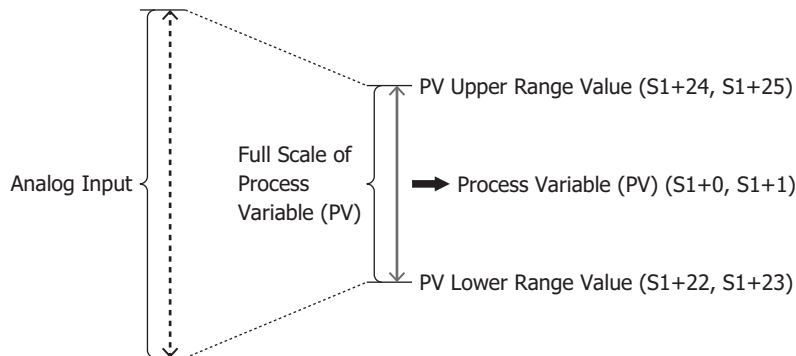 PV Upper Range Value (S1+24, S1+25)
Analog Input
Full Scale of
Process
Variable (PV)
Process Variable (PV) (S1+0, S1+1)
PV Lower Range Value (S1+22, S1+23)